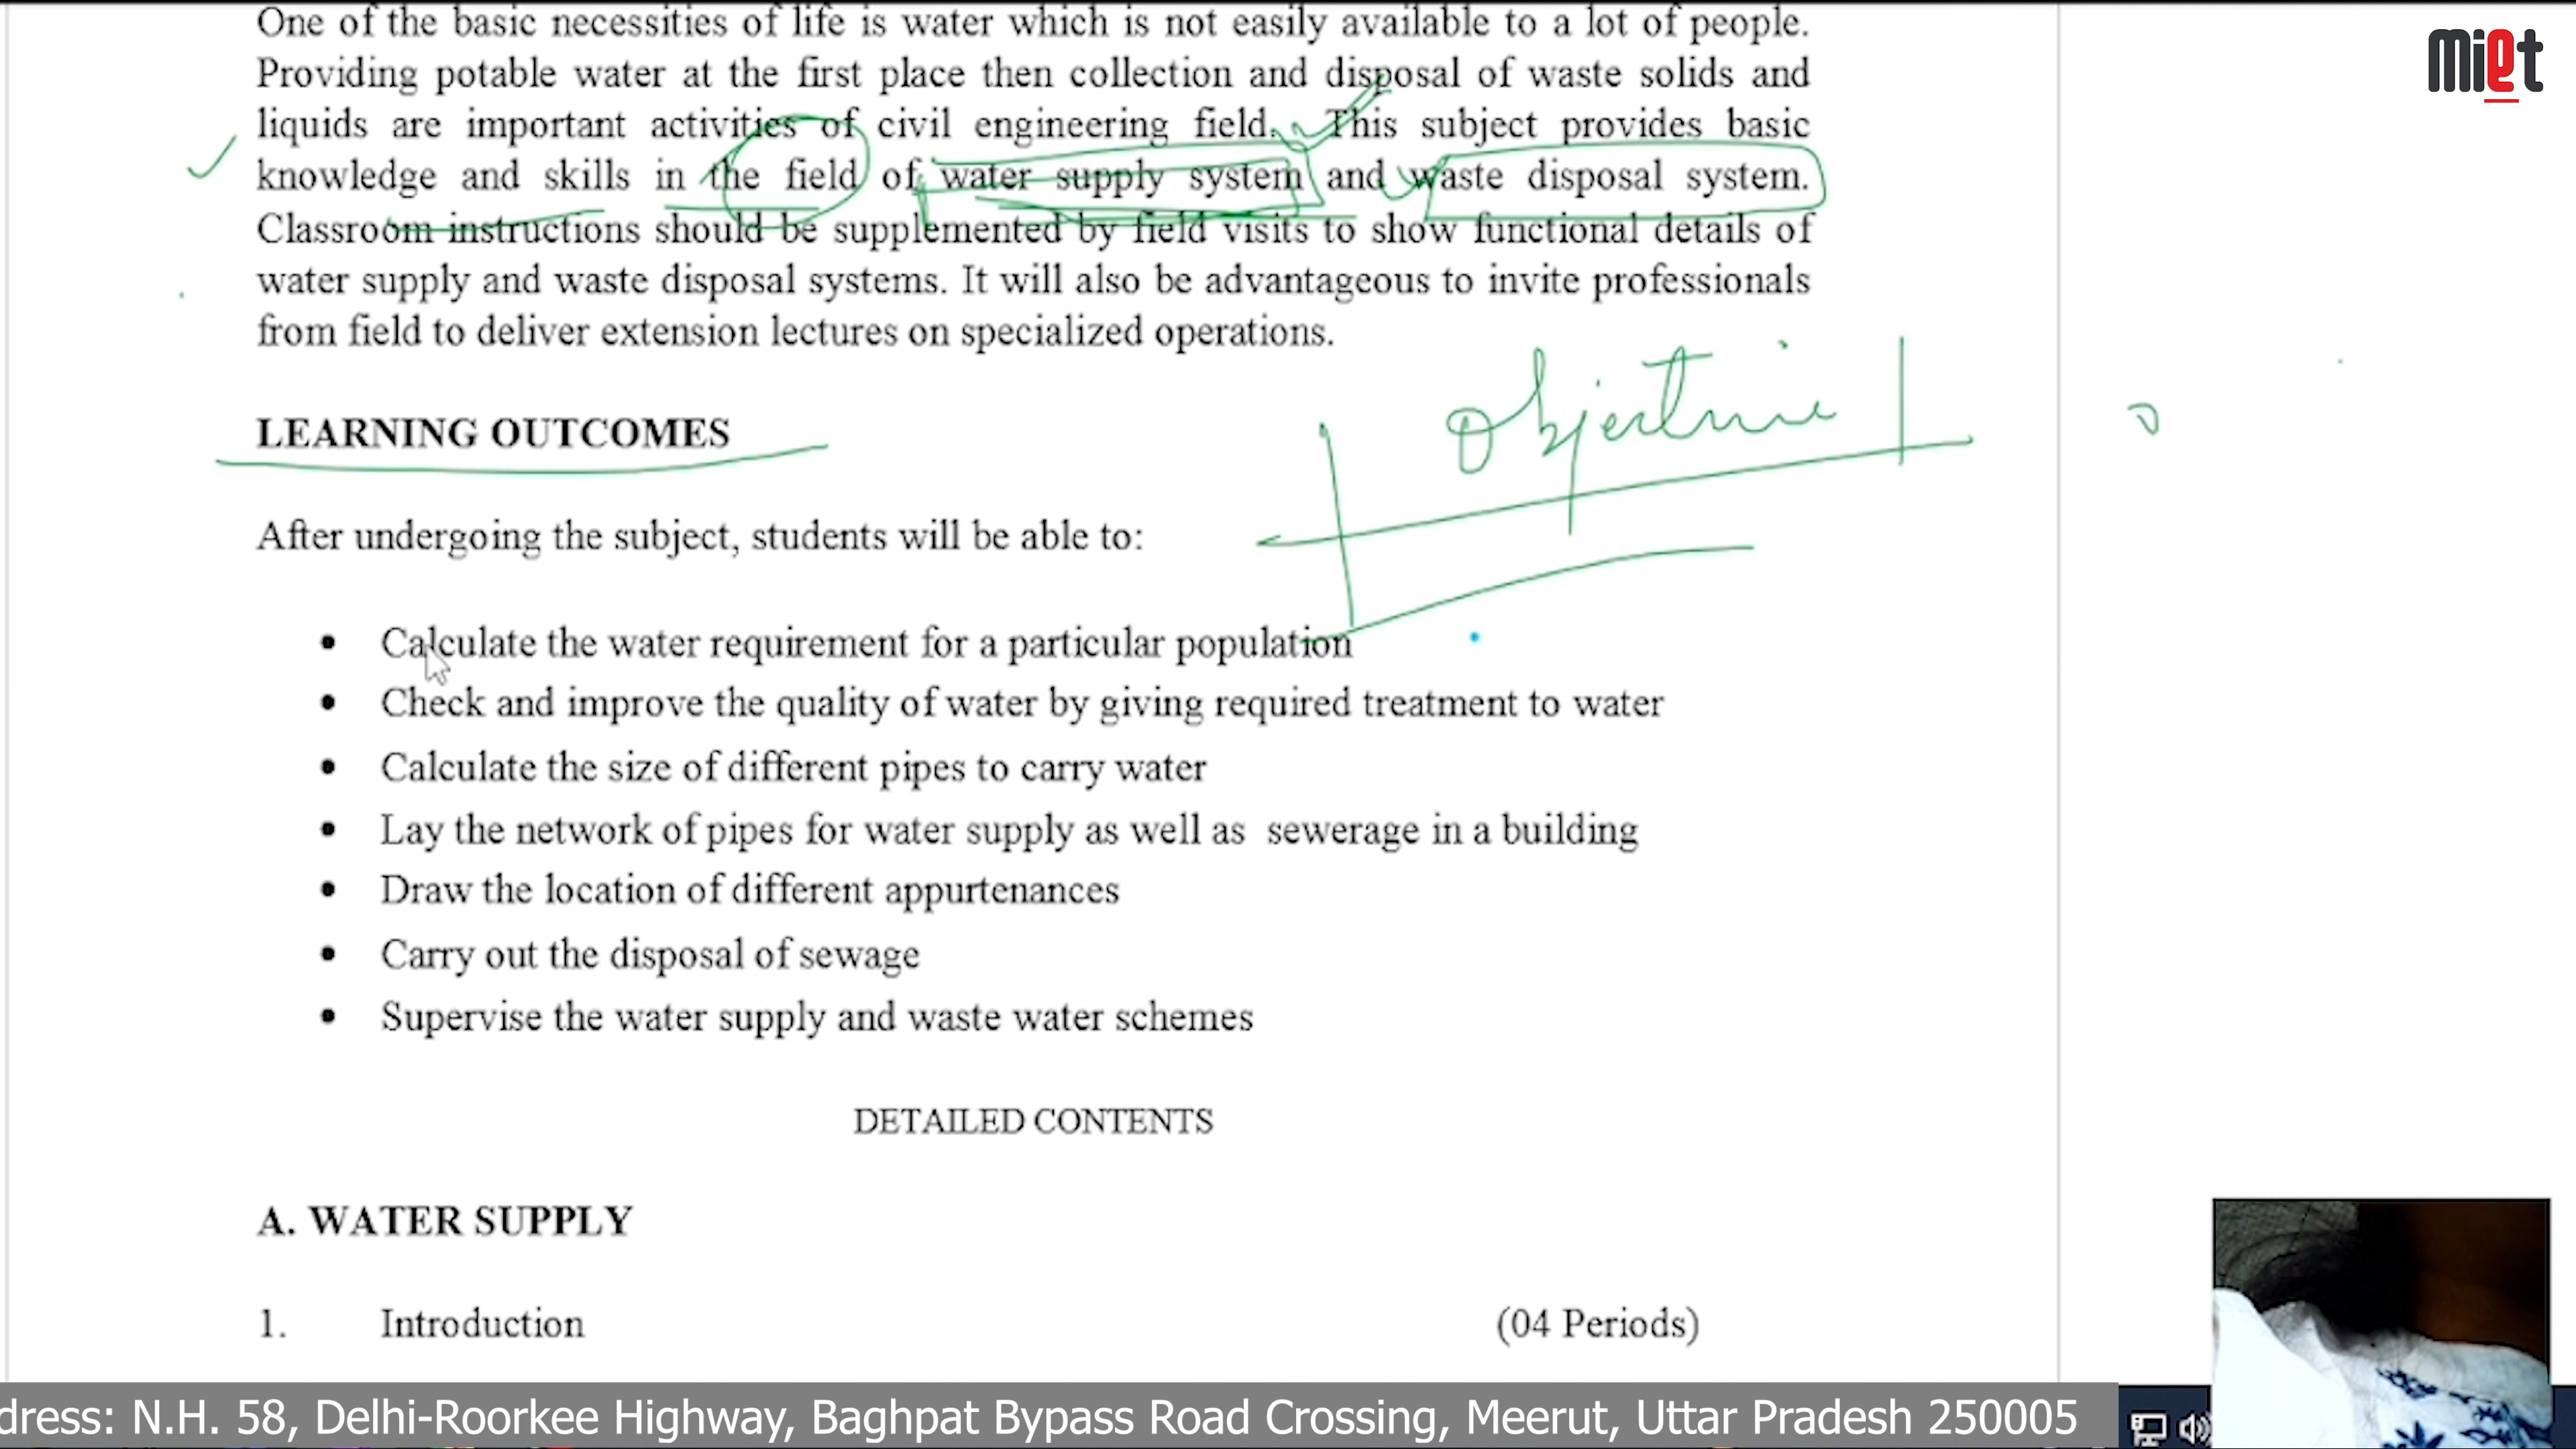 One of the basic necessities of life is water which is not easily available to a lot of people.
Providing potable water at the first place then collection and disposal of waste solids and
liquids are important activities of civil engineering field. This subject provides basic
knowledge and skills in the field of water supply system and waste disposal system.
Classroom instructions should be supplemented by field visits to show functional details of
water supply and waste disposal systems. It will also be advantageous to invite professionals
from field to deliver extension lectures on specialized operations.
miet
Objective
LEARNING OUTCOMES
After undergoing the subject, students will be able to:
• Calculate the water requirement for a particular population
• Check and improve the quality of water by giving required treatment to water
• Calculate the size of different pipes to carry water
• Lay the network of pipes for water supply as well as sewerage in a building
• Draw the location of different appurtenances
• Carry out the disposal of sewage
• Supervise the water supply and waste water schemes
DETAILED CONTENTS
A. WATER SUPPLY
1. Introduction (04 Periods)
dress: N.H. 58, Delhi-Roorkee Highway, Baghpat Bypass Road Crossing, Meerut, Uttar Pradesh 250005